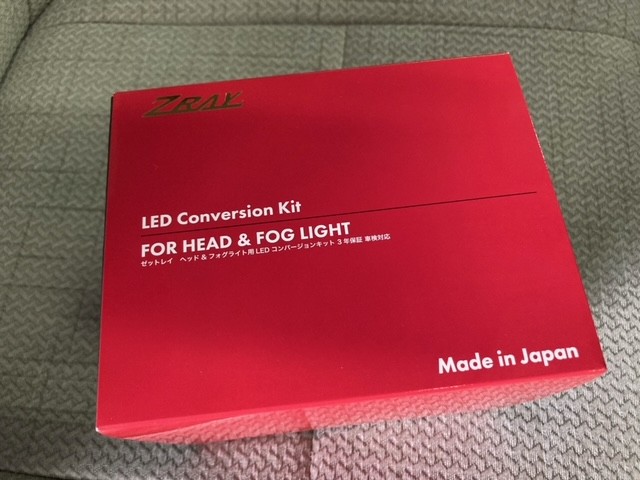 ZRAY
LED Conversion Kit
FOR HEAD & FOG LIGHT
ゼットレイ　ヘッド&フォグライト用LEDコンバージョンキット 3年保証 車検対応
Made in Japan